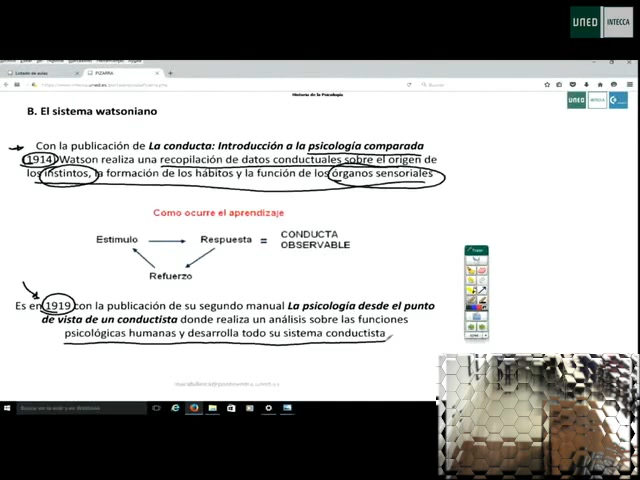 UNED INTECCA
Listado de aulas
PIZARRA
Buscar
Historia de la Psicología
UNED INTECCA
B. El sistema watsoniano
Con la publicación de La conducta: Introducción a la psicología comparada
(1914) Watson realiza una recopilación de datos conductuales sobre el origen de
los instintos, la formación de los hábitos y la función de los órganos sensoriales
Como ocurre el aprendizaje
Estimulo Respuesta = CONDUCTA
OBSERVABLE
Refuerzo
Es en 1919 con la publicación de su segundo manual La psicología desde el punto
de vista de un conductista donde realiza un análisis sobre las funciones
psicológicas humanas y desarrolla todo su sistema conductista
Buscar en la web y en Windows